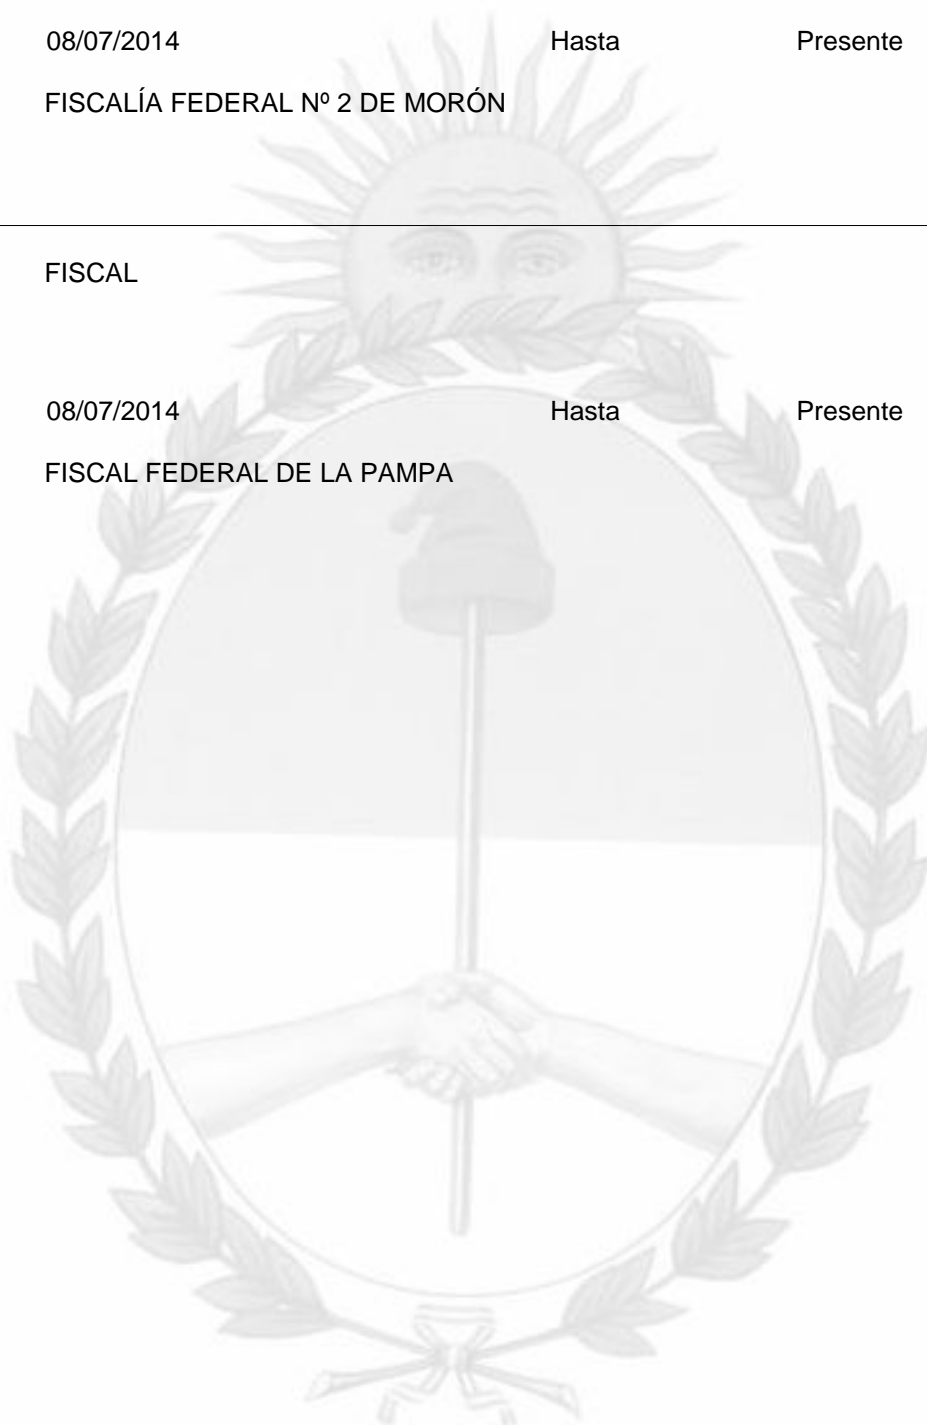 08/07/2014 Hasta Presente
FISCALÍA FEDERAL Nº 2 DE MORÓN
FISCAL
08/07/2014 Hasta Presente
FISCAL FEDERAL DE LA PAMPA